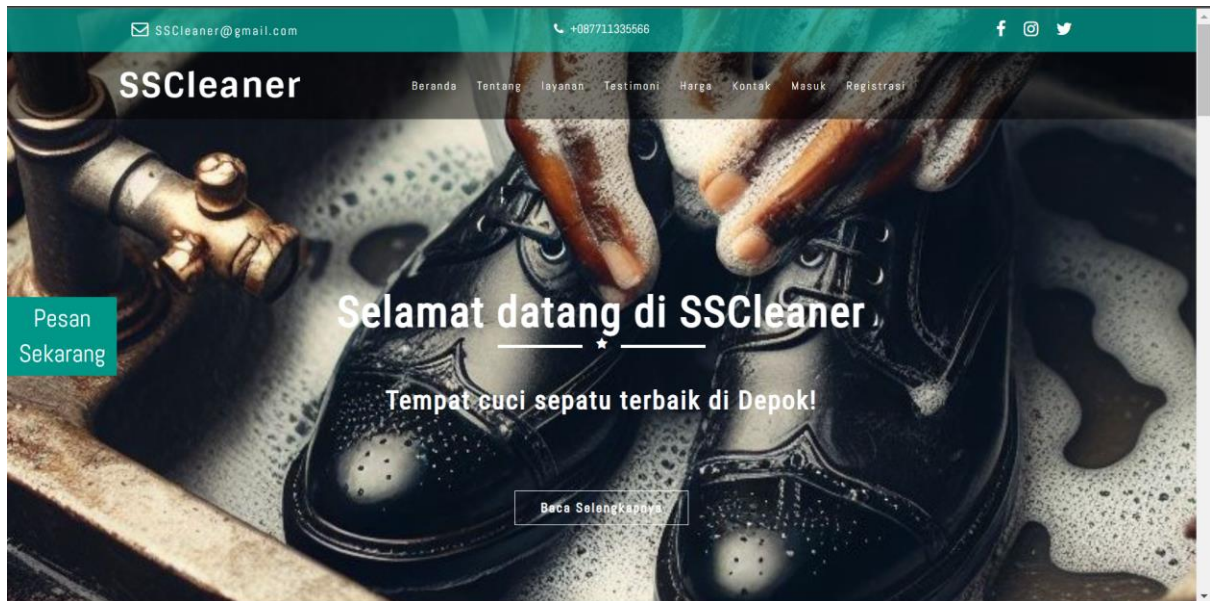 SSCleaner@gmail.com
+087711335566
SSCleaner
Beranda Tentang layanan Testimoni Harga Kontak Masuk Registrasi
Selamat datang di SSCleaner
Pesan
Sekarang
Tempat cuci sepatu terbaik di Depok!
Baca Selengkapnya